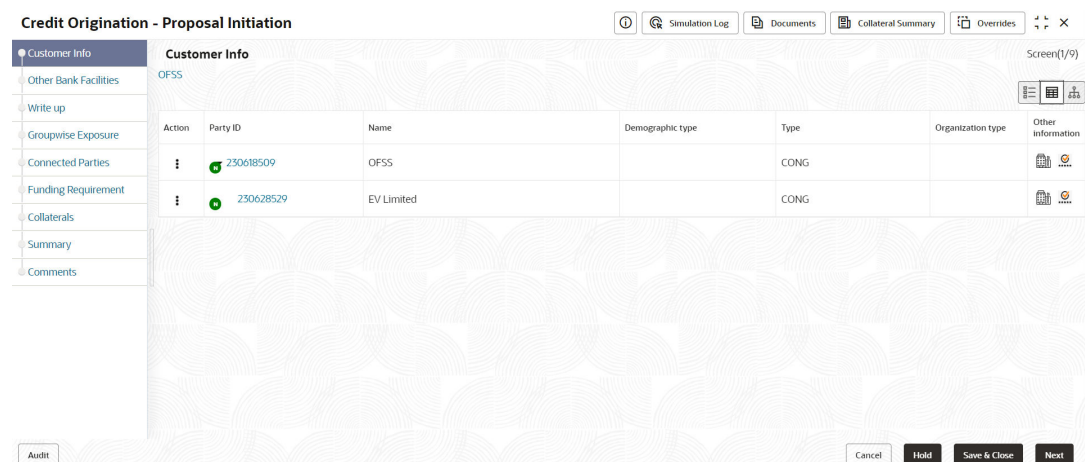 Credit Origination - Proposal Initiation
Simulation Log
Documents
Collateral Summary
Overrides
Customer Info
Other Bank Facilities
Write up
Groupwise Exposure
Connected Parties
Funding Requirement
Collaterals
Summary
Comments
Customer Info
Screen(1/9)
OFSS
Action Party ID Name Demographic type Type Organization type Other information
N 230618509 OFSS CONG
N 230628529 EV Limited CONG
Audit
Cancel
Hold
Save & Close
Next